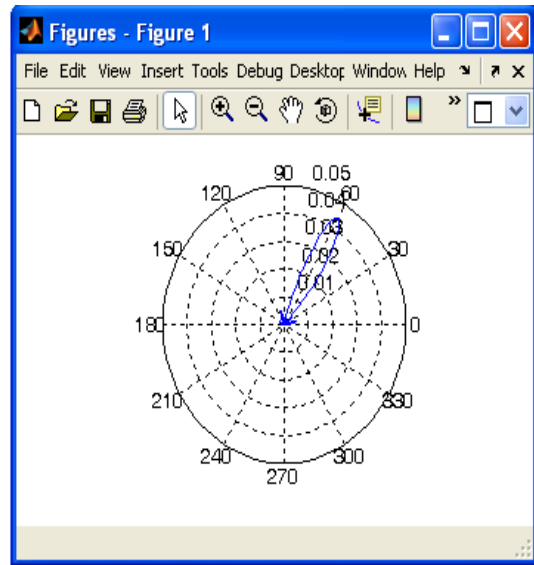 Figures - Figure 1
File Edit View Insert Tools Debug Desktop Window Help
90 0.05
120 0.04 60
0.03
150 0.02 30
0.01
180 0
210 330
240 300
270